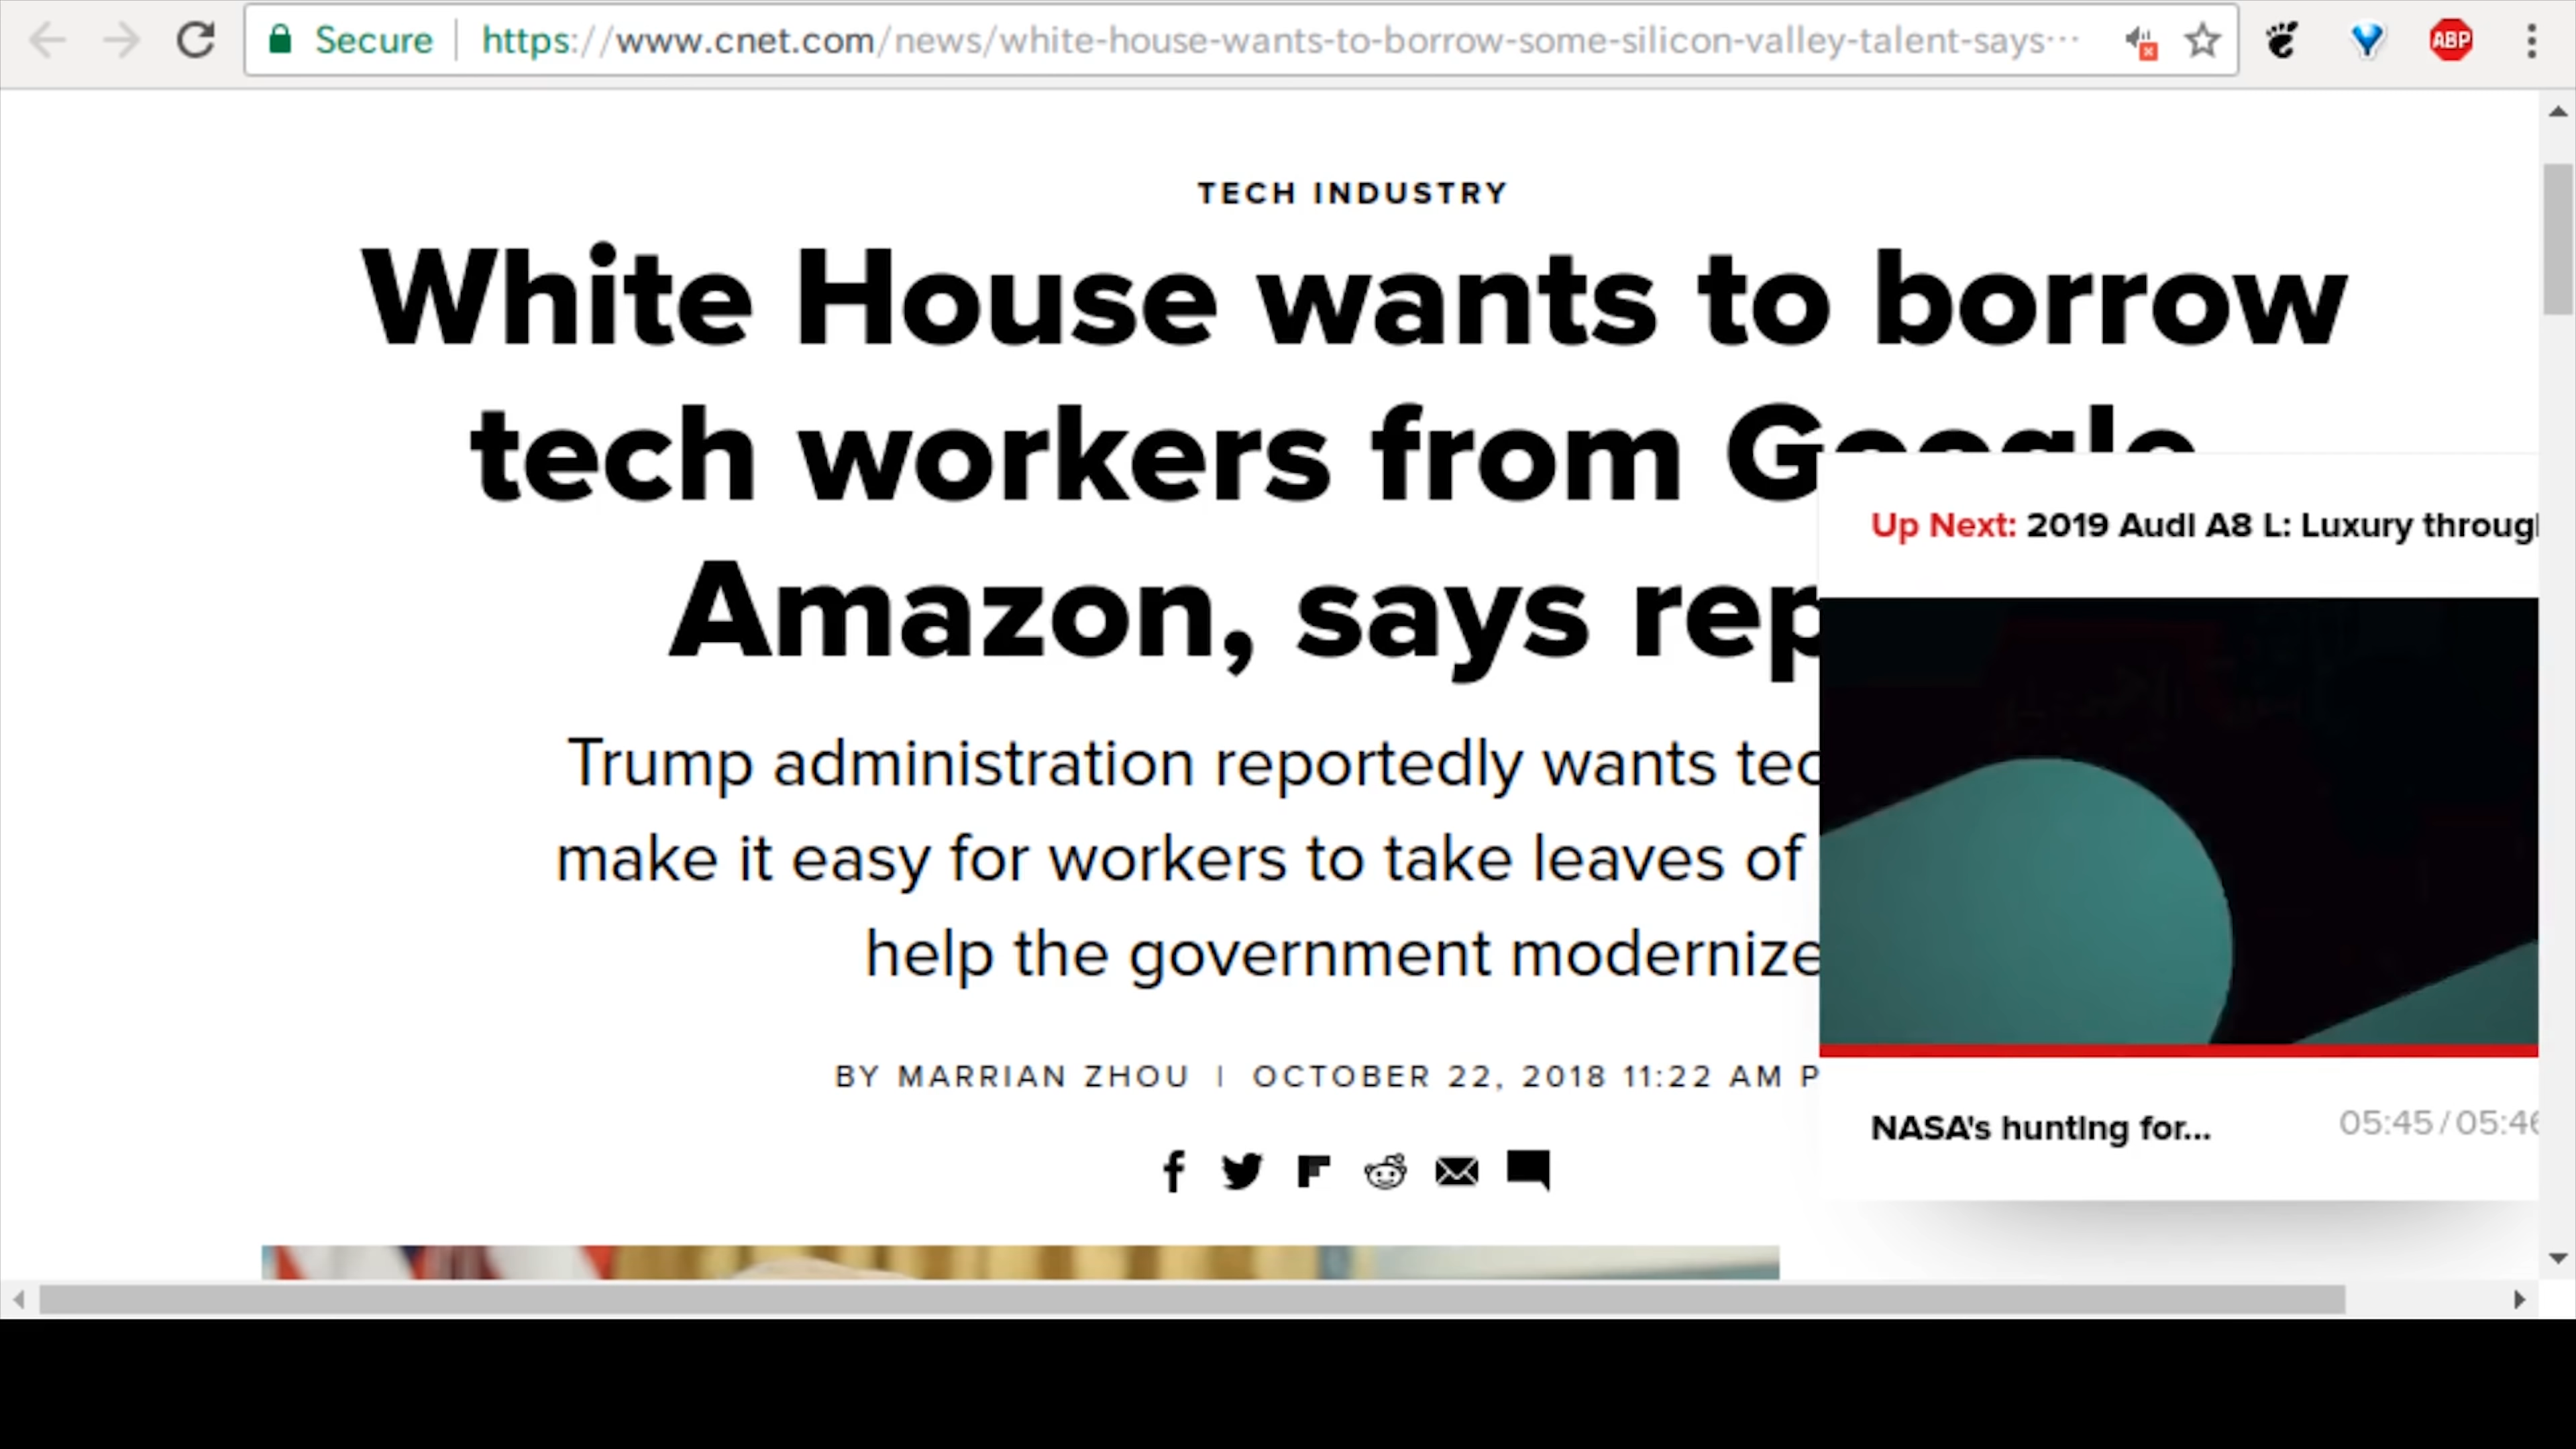 Secure https://www.cnet.com/news/white-house-wants-to-borrow-some-silicon-valley-talent-says…
ABP
TECH INDUSTRY
White House wants to borrow
tech workers from Google
Amazon, says rep
Trump administration reportedly wants tec
make it easy for workers to take leaves of
help the government modernize
BY MARRIAN ZHOU | OCTOBER 22, 2018 11:22 AM P
Up Next: 2019 Audi A8 L: Luxury throug
NASA's hunting for...
05:45 / 05:46